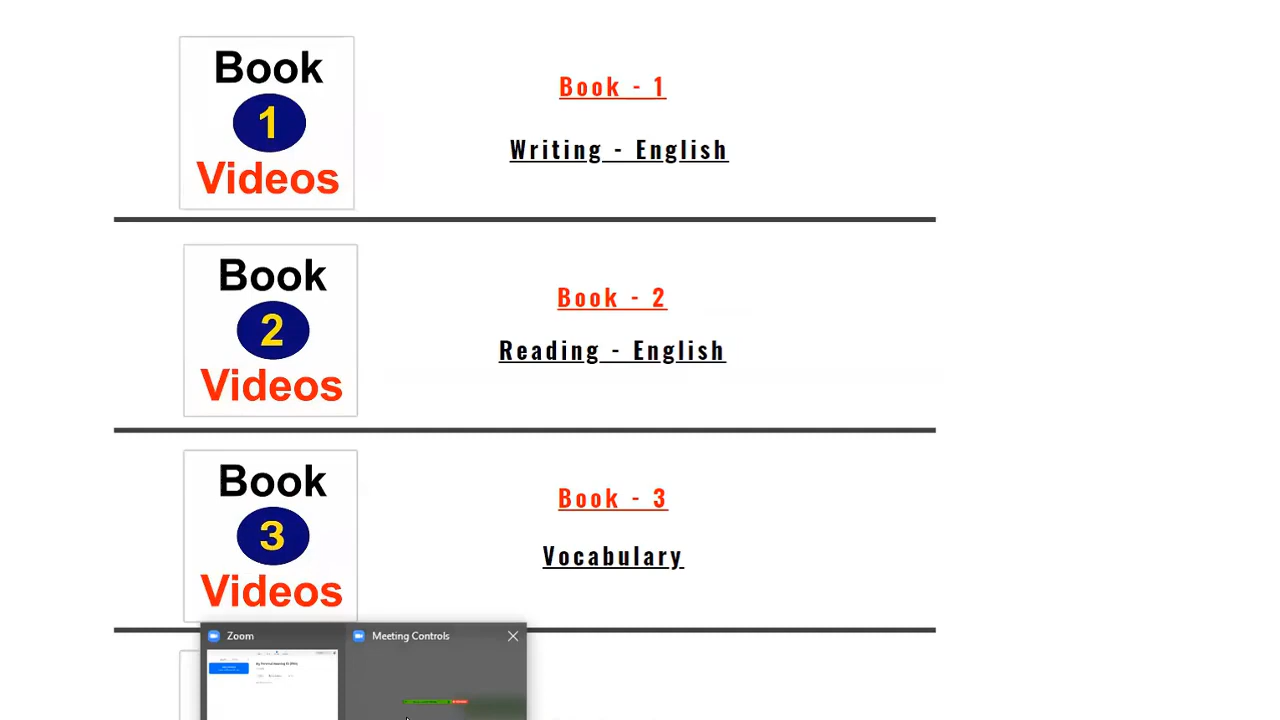 Book
1
Videos
Book - 1
Writing - English
Book
2
Videos
Book - 2
Reading - English
Book
3
Videos
Book - 3
Vocabulary
Zoom
Meeting Controls